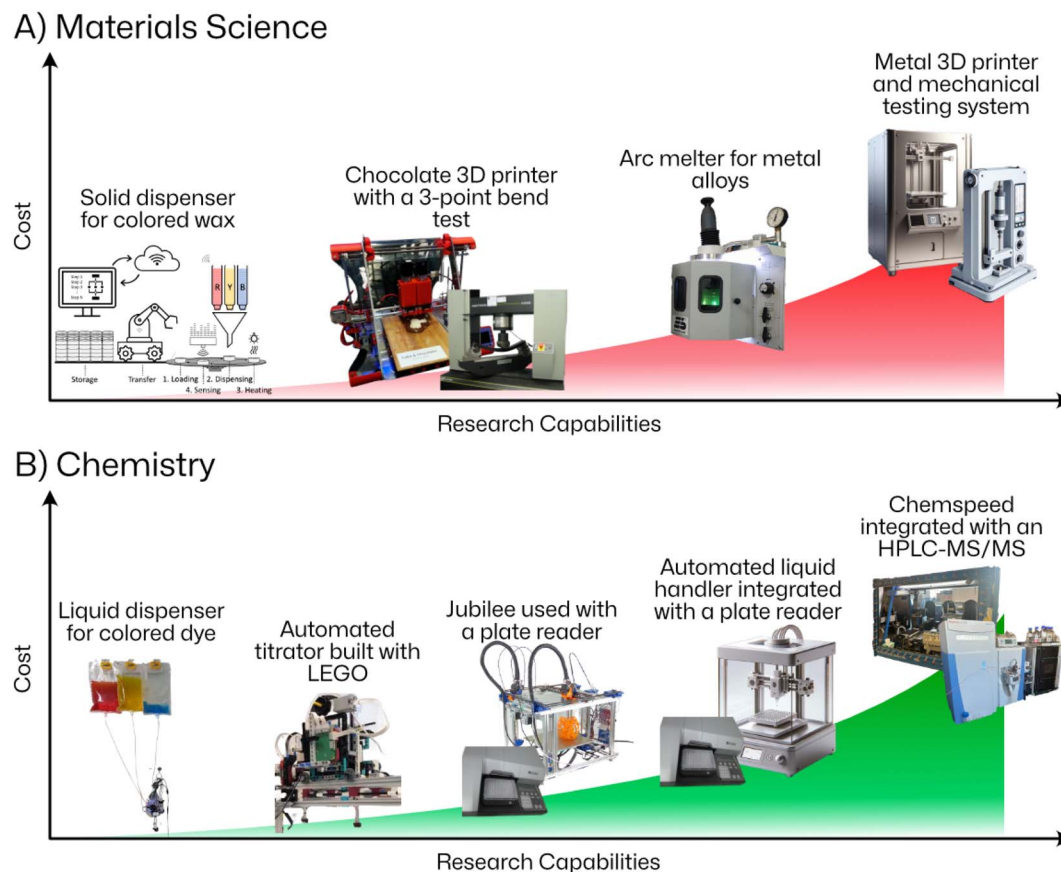 A) Materials Science
Cost
Metal 3D printer
and mechanical
testing system
Arc melter for metal
alloys
Chocolate 3D printer
with a 3-point bend
test
Solid dispenser
for colored wax
R Y B
Storage
Transfer
1. Loading
2. Dispensing
4. Sensing
3. Heating
Research Capabilities
B) Chemistry
Cost
Chemspeed
integrated with an
HPLC-MS/MS
Automated liquid
handler integrated
with a plate reader
Jubilee used with
a plate reader
Automated
titrator built with
LEGO
Liquid dispenser
for colored dye
Research Capabilities